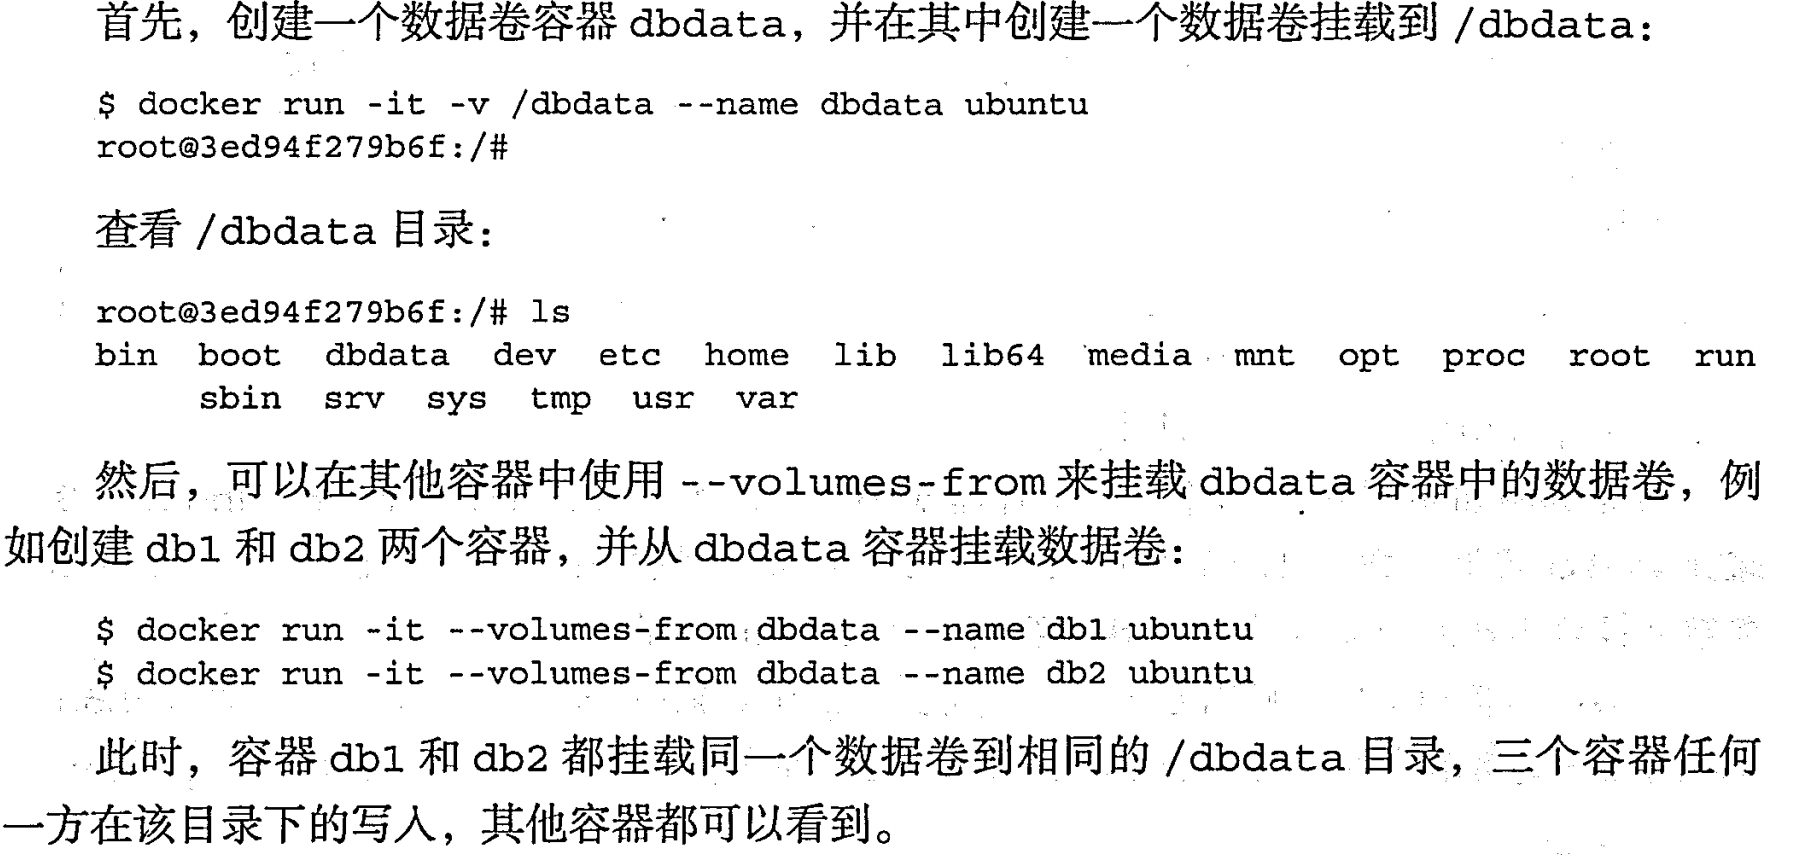 首先，创建一个数据卷容器 dbdata，并在其中创建一个数据卷挂载到 /dbdata：
$ docker run -it -v /dbdata --name dbdata ubuntu
root@3ed94f279b6f:/#
查看 /dbdata 目录：
root@3ed94f279b6f:/# ls
bin  boot  dbdata  dev  etc  home  lib  lib64  media  mnt  opt  proc  root  run
sbin  srv  sys  tmp  usr  var
然后，可以在其他容器中使用 --volumes-from 来挂载 dbdata 容器中的数据卷，例
如创建 db1 和 db2 两个容器，并从 dbdata 容器挂载数据卷：
$ docker run -it --volumes-from dbdata --name db1 ubuntu
$ docker run -it --volumes-from dbdata --name db2 ubuntu
此时，容器 db1 和 db2 都挂载同一个数据卷到相同的 /dbdata 目录，三个容器任何
一方在该目录下的写入，其他容器都可以看到。